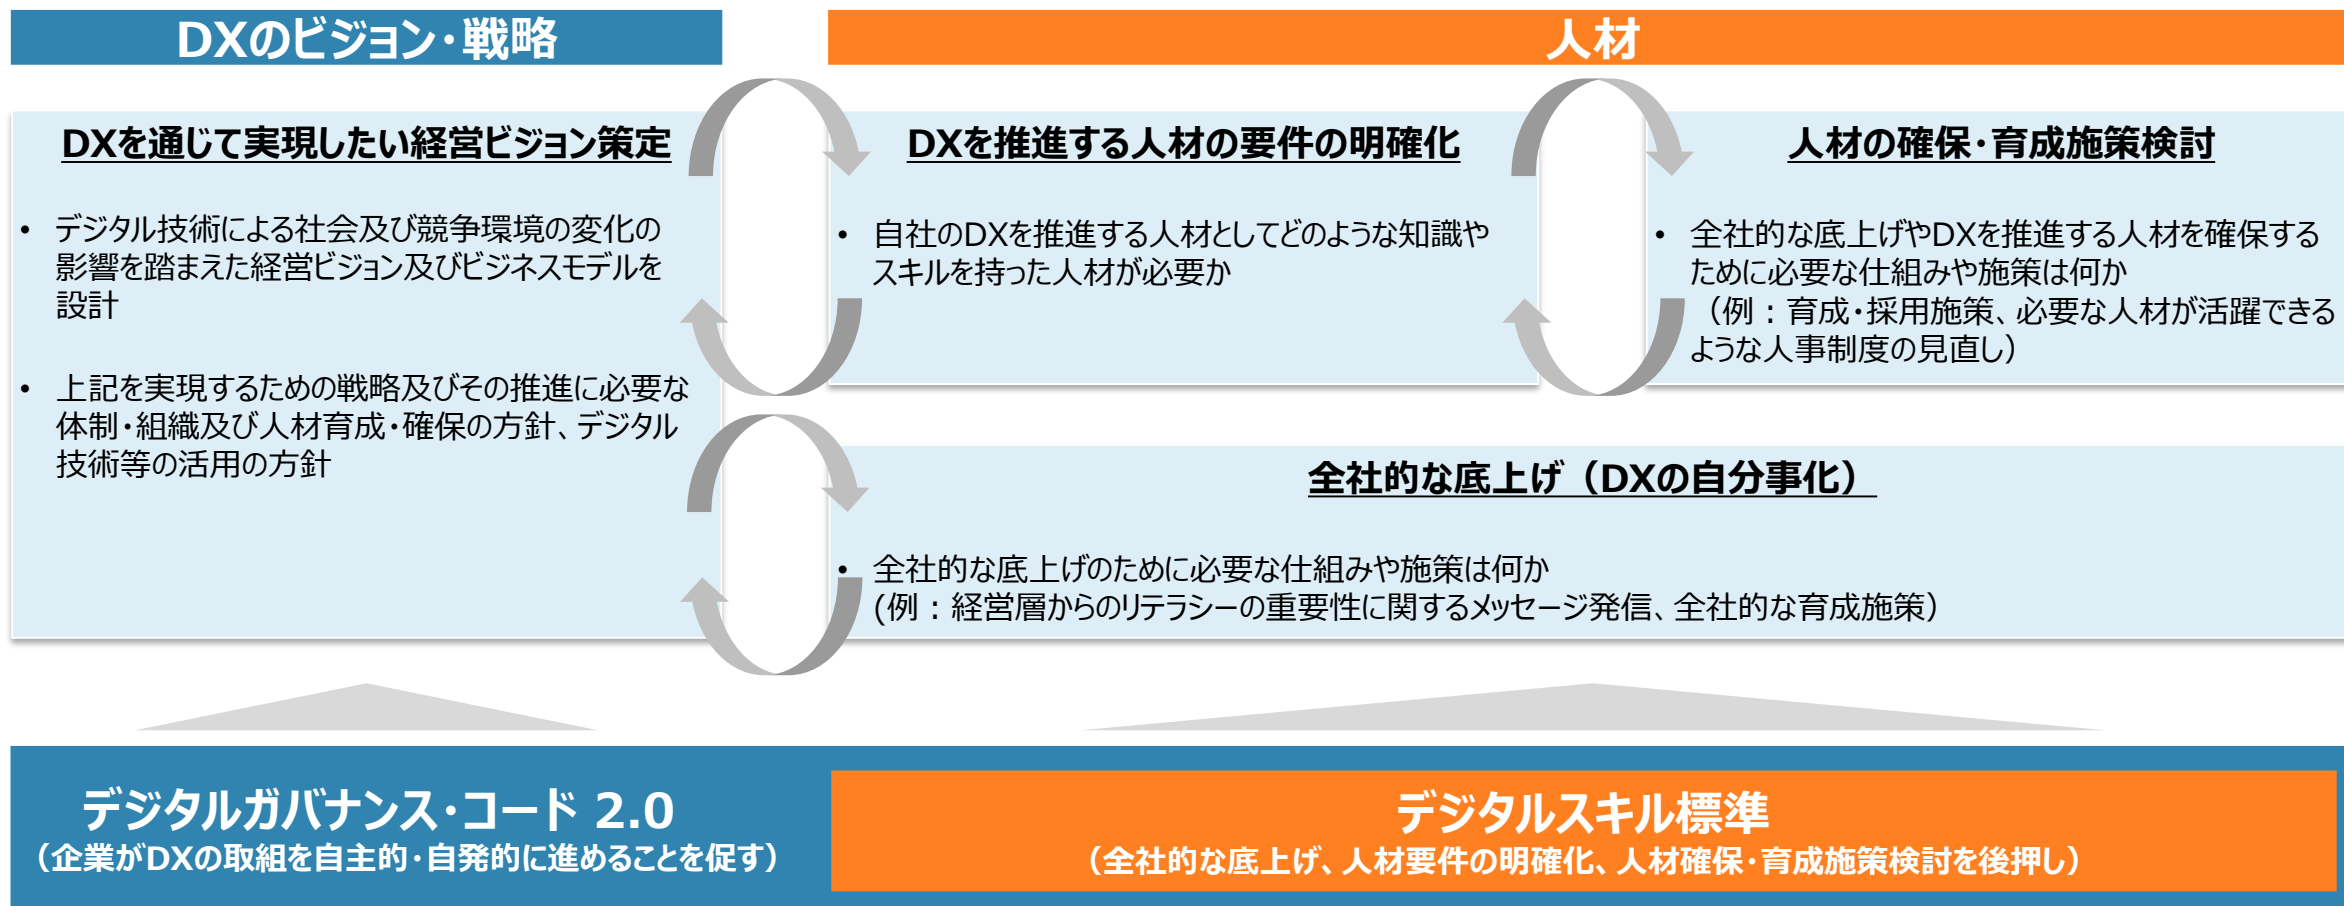 DXのビジョン・戦略
人材
DXを通じて実現したい経営ビジョン策定
• デジタル技術による社会及び競争環境の変化の
影響を踏まえた経営ビジョン及びビジネスモデルを
設計
• 上記を実現するための戦略及びその推進に必要な
体制・組織及び人材育成・確保の方針、デジタル
技術等の活用の方針
DXを推進する人材の要件の明確化
• 自社のDXを推進する人材としてどのような知識や
スキルを持った人材が必要か
人材の確保・育成施策検討
• 全社的な底上げやDXを推進する人材を確保する
ために必要な仕組みや施策は何か
（例：育成・採用施策、必要な人材が活躍できる
ような人事制度の見直し）
全社的な底上げ（DXの自分事化）
• 全社的な底上げのために必要な仕組みや施策は何か
(例：経営層からのリテラシーの重要性に関するメッセージ発信、全社的な育成施策）
デジタルガバナンス・コード 2.0
（企業がDXの取組を自主的・自発的に進めることを促す）
デジタルスキル標準
（全社的な底上げ、人材要件の明確化、人材確保・育成施策検討を後押し）